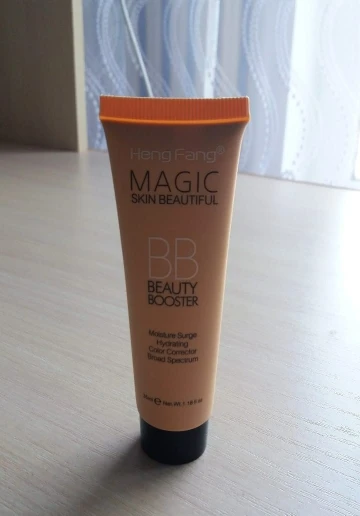 Heng Fang®
MAGIC
SKIN BEAUTIFUL
BB
BEAUTY
BOOSTER
Moisture Surge
Hydrating
Color Corrector
Broad Spectrum